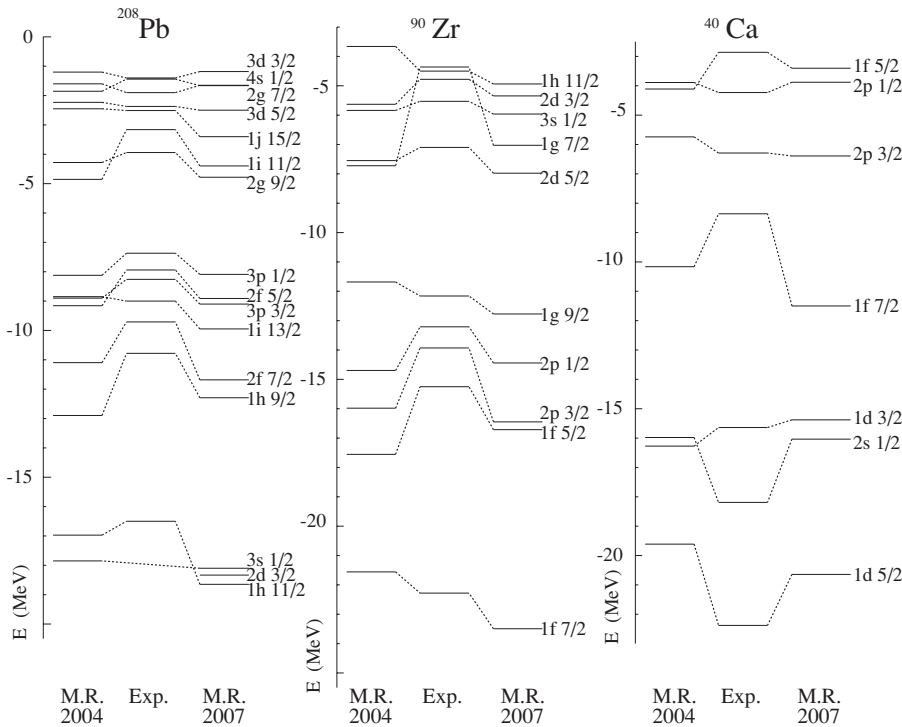 208Pb
0
-5
-10
-15
E (MeV)
3d 3/2
4s 1/2
2g 7/2
3d 5/2
1j 15/2
1i 11/2
2g 9/2
3p 1/2
2f 5/2
3p 3/2
1i 13/2
2f 7/2
1h 9/2
3s 1/2
2d 3/2
1h 11/2
M.R. 2004
Exp.
M.R. 2007
90 Zr
-5
-10
-15
-20
E (MeV)
1h 11/2
2d 3/2
3s 1/2
1g 7/2
2d 5/2
1g 9/2
2p 1/2
2p 3/2
1f 5/2
1f 7/2
M.R. 2004
Exp.
M.R. 2007
40 Ca
-5
-10
-16
-20
E (MeV)
1f 5/2
2p 1/2
2p 3/2
1f 7/2
1d 3/2
2s 1/2
1d 5/2
M.R. 2004
Exp.
M.R. 2007